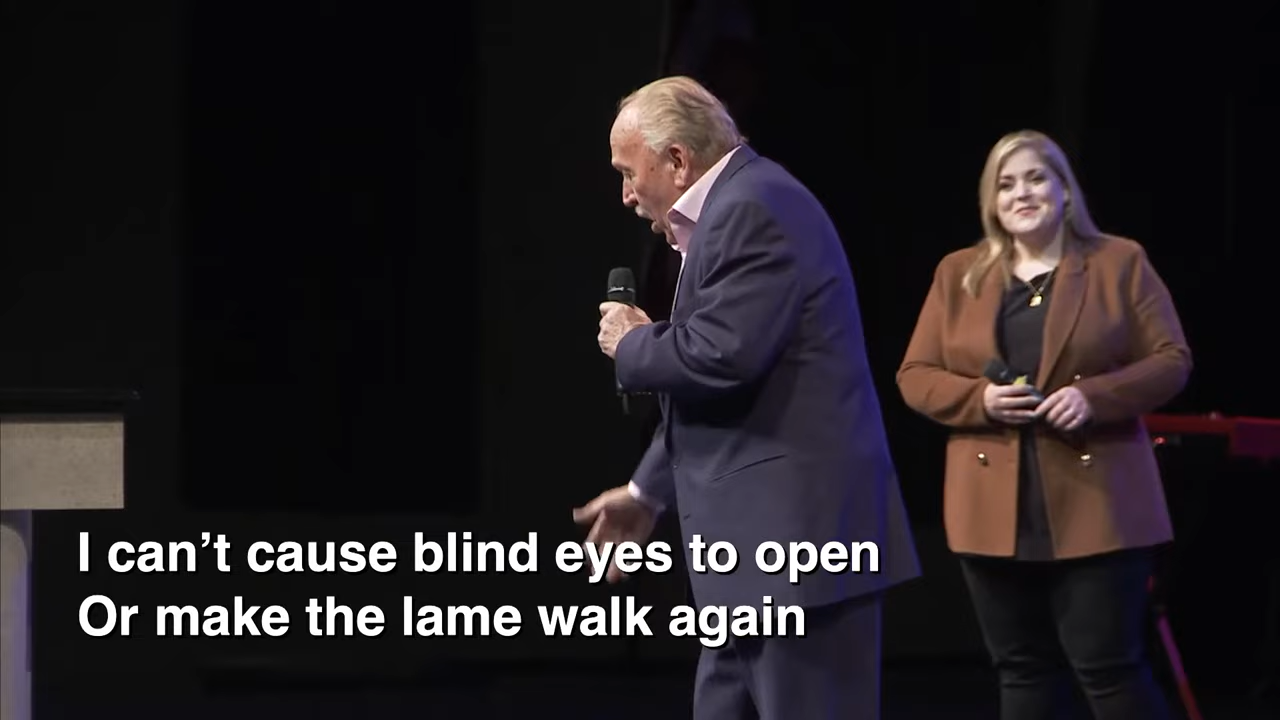 I can’t cause blind eyes to open
Or make the lame walk again